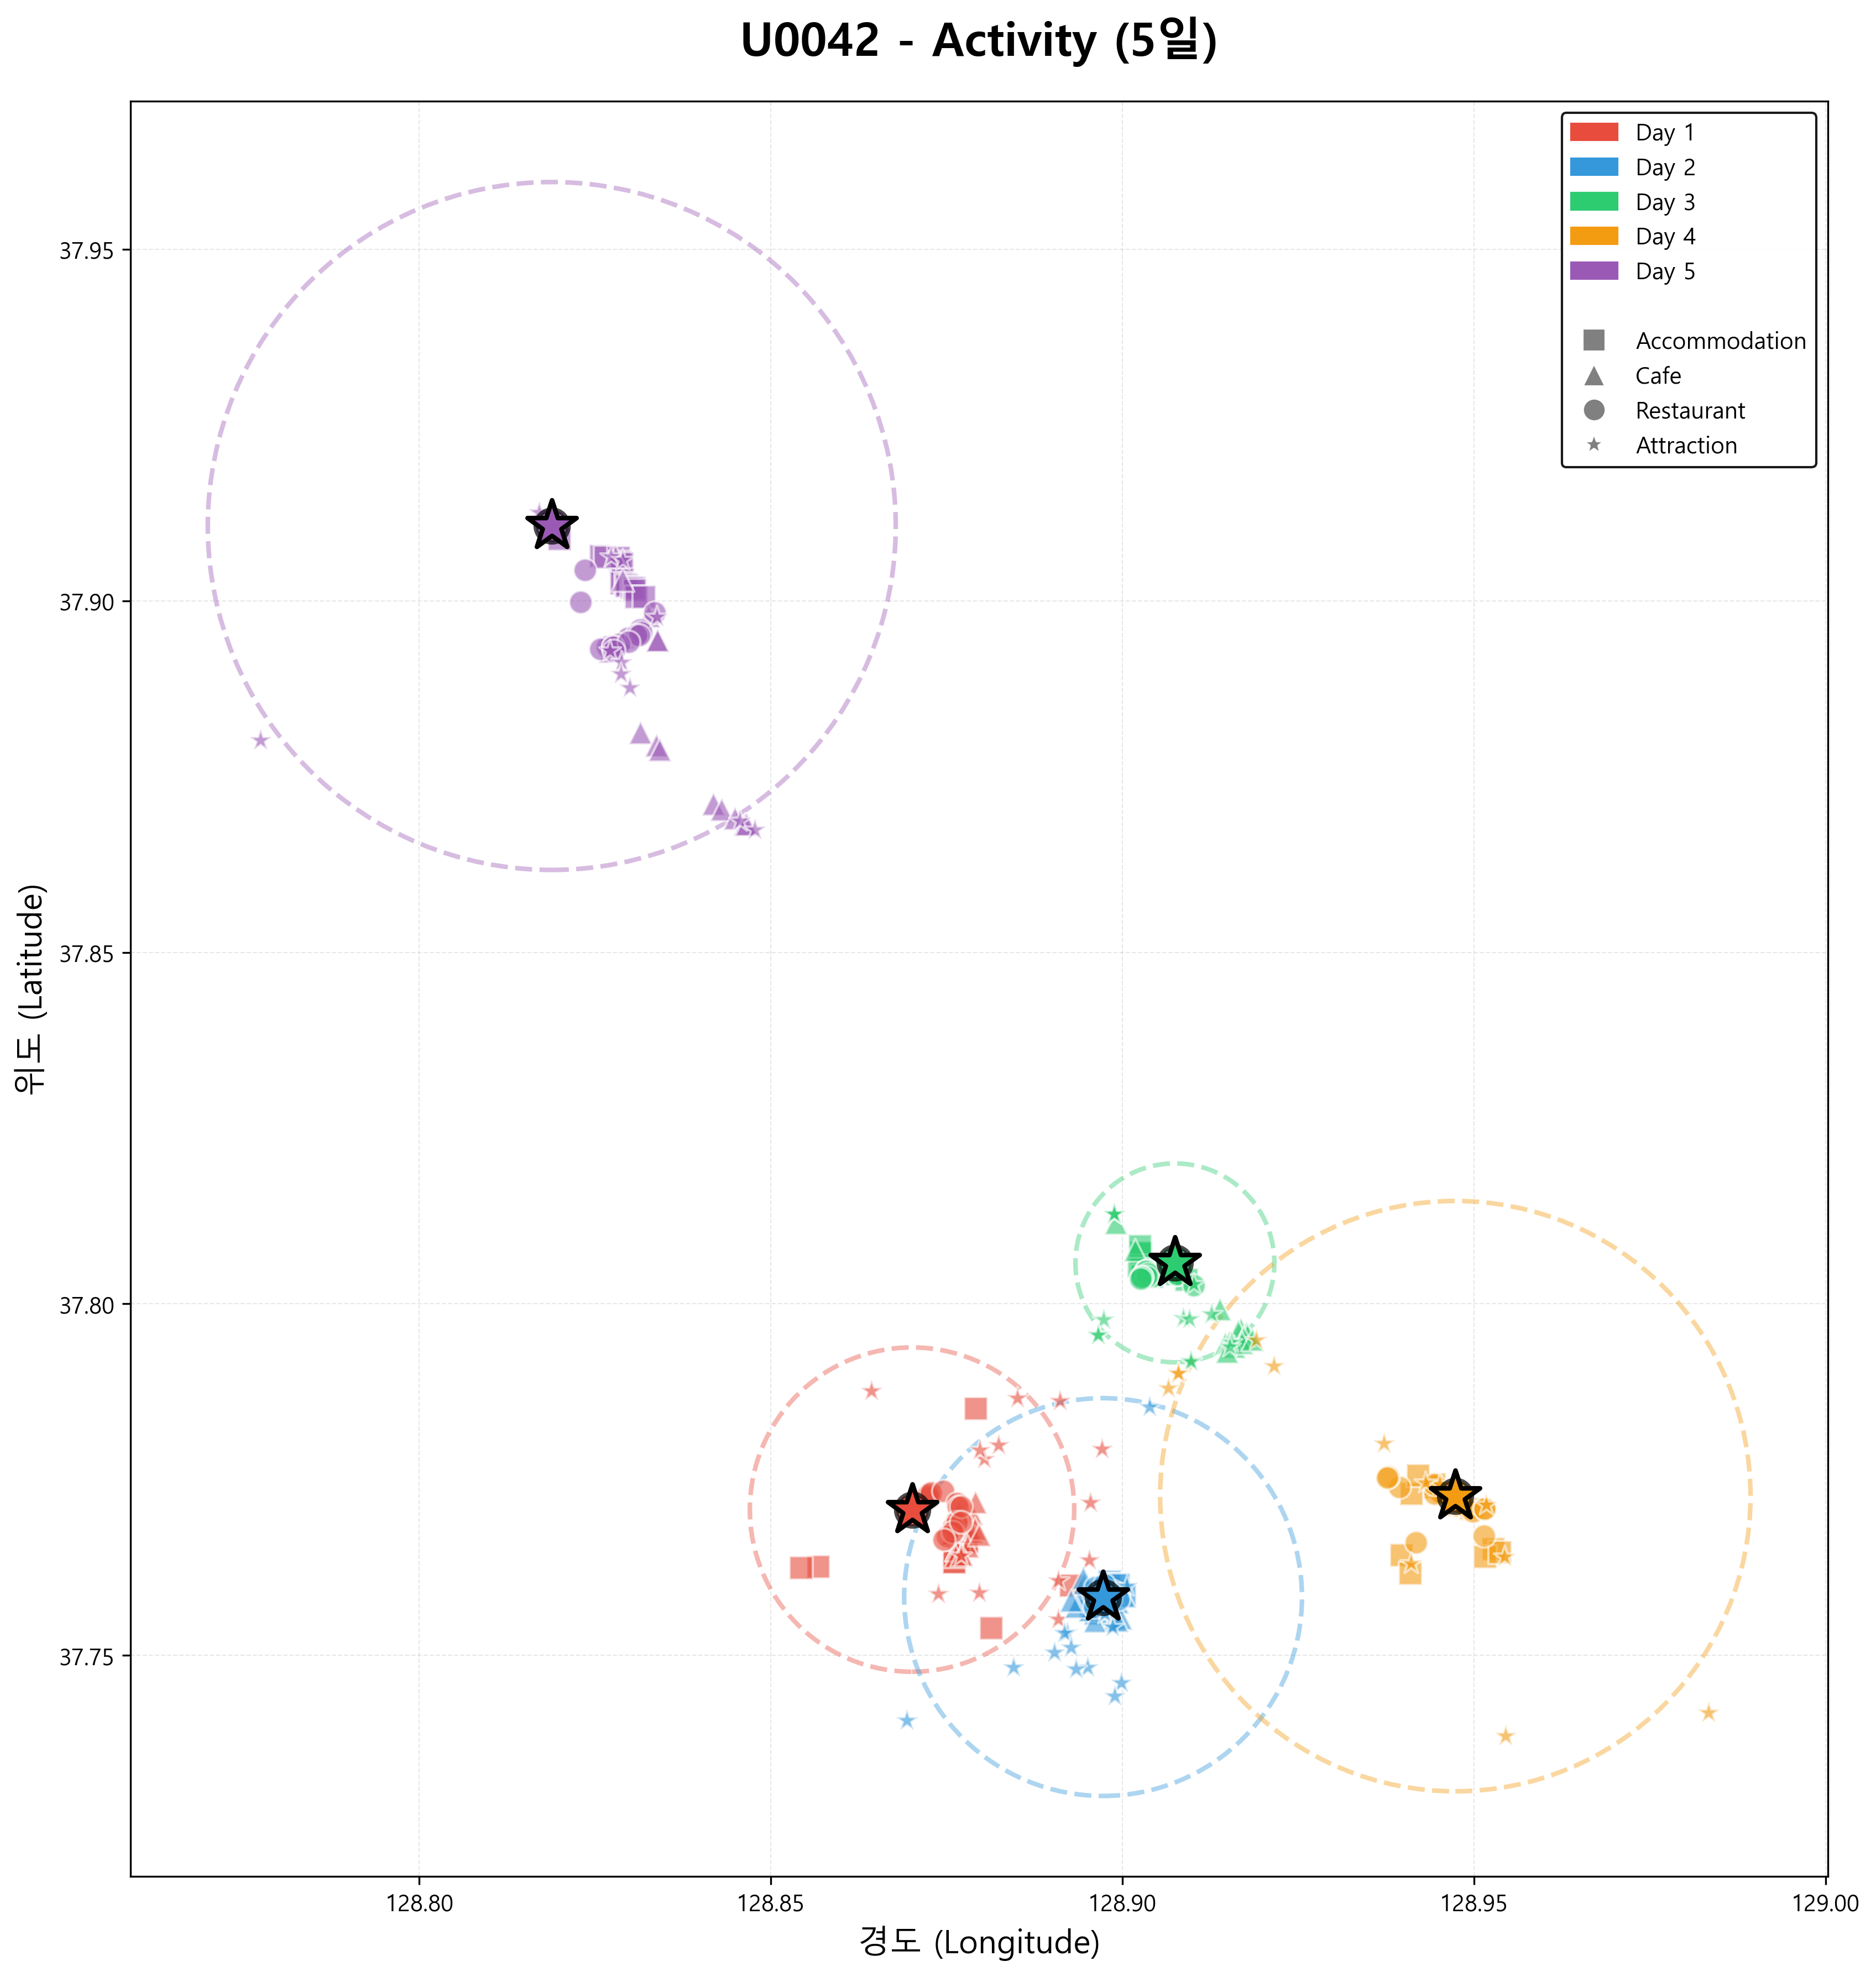 U0042 - Activity (5일)
Day 1
Day 2
Day 3
Day 4
Day 5
Accommodation
Cafe
Restaurant
Attraction
37.95
37.90
37.85
37.80
37.75
위도 (Latitude)
128.80
128.85
128.90
128.95
129.00
경도 (Longitude)